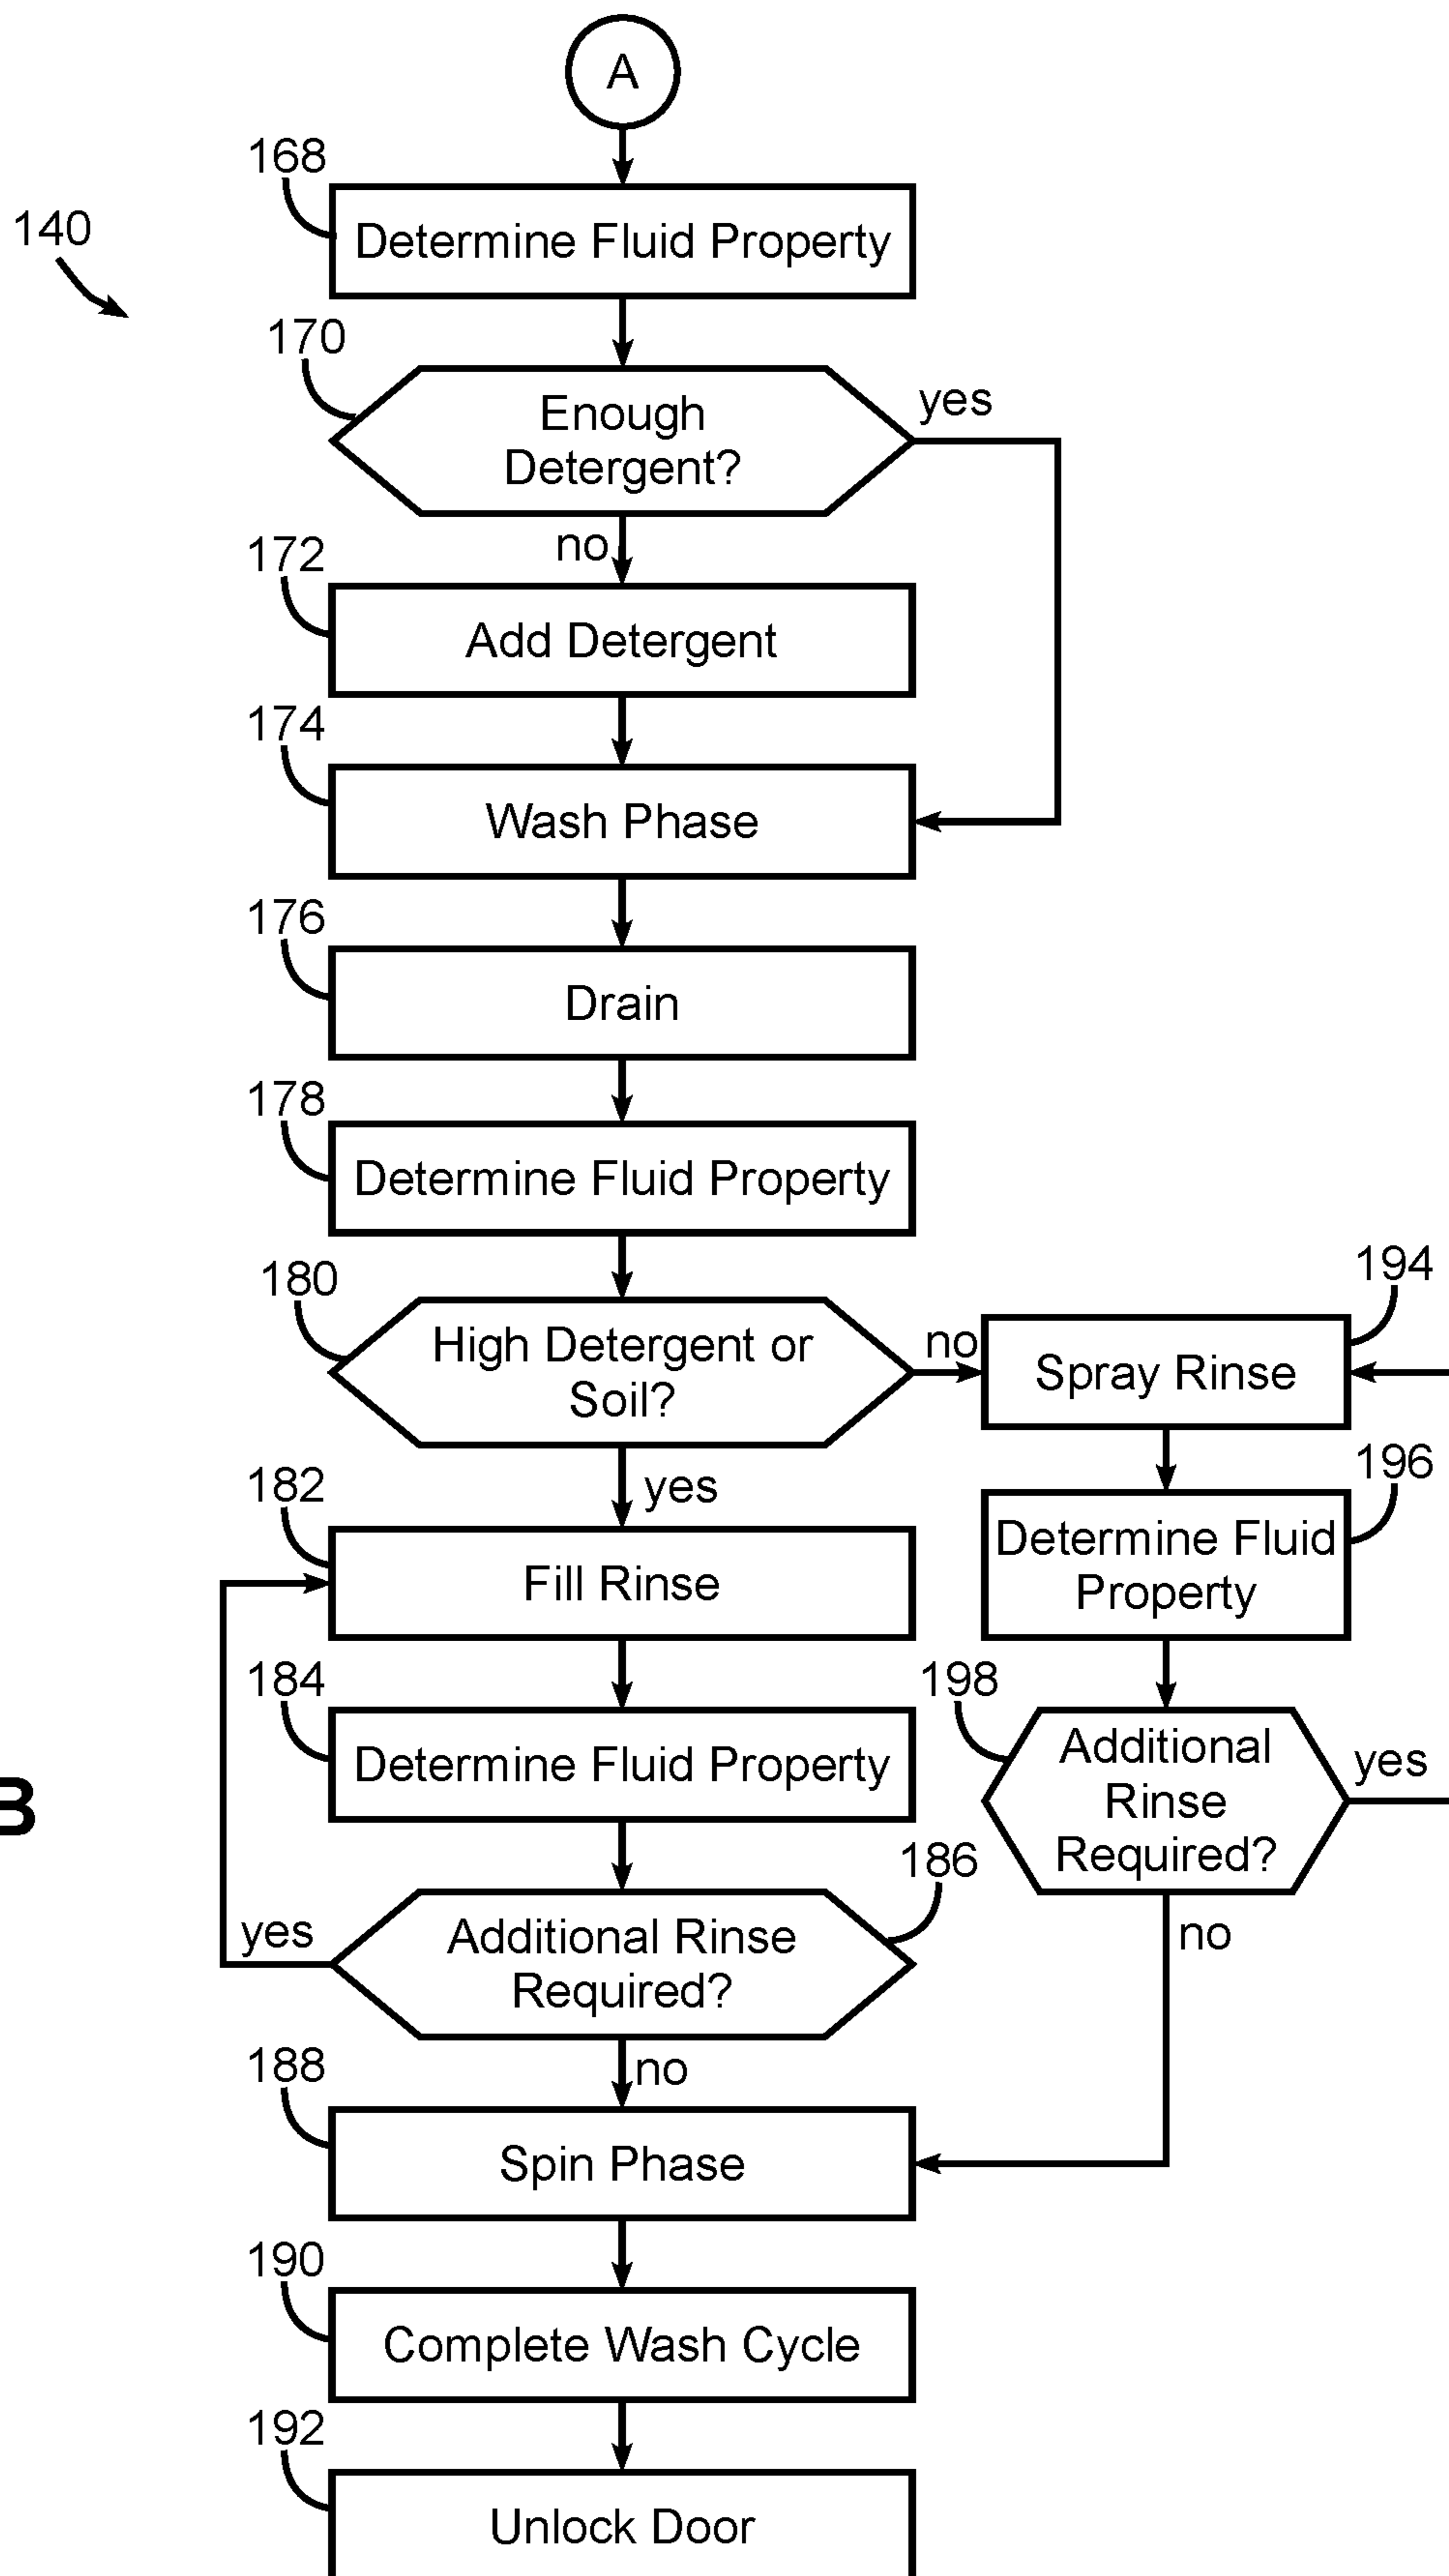 A
168
140
Determine Fluid Property
170
Enough
Detergent?
yes
no
172
Add Detergent
174
Wash Phase
176
Drain
178
Determine Fluid Property
180
High Detergent or
Soil?
no
yes
194
Spray Rinse
196
Determine Fluid
Property
182
Fill Rinse
184
Determine Fluid Property
198
Additional
Rinse
Required?
yes
no
B
186
Additional Rinse
Required?
yes
no
188
Spin Phase
190
Complete Wash Cycle
192
Unlock Door